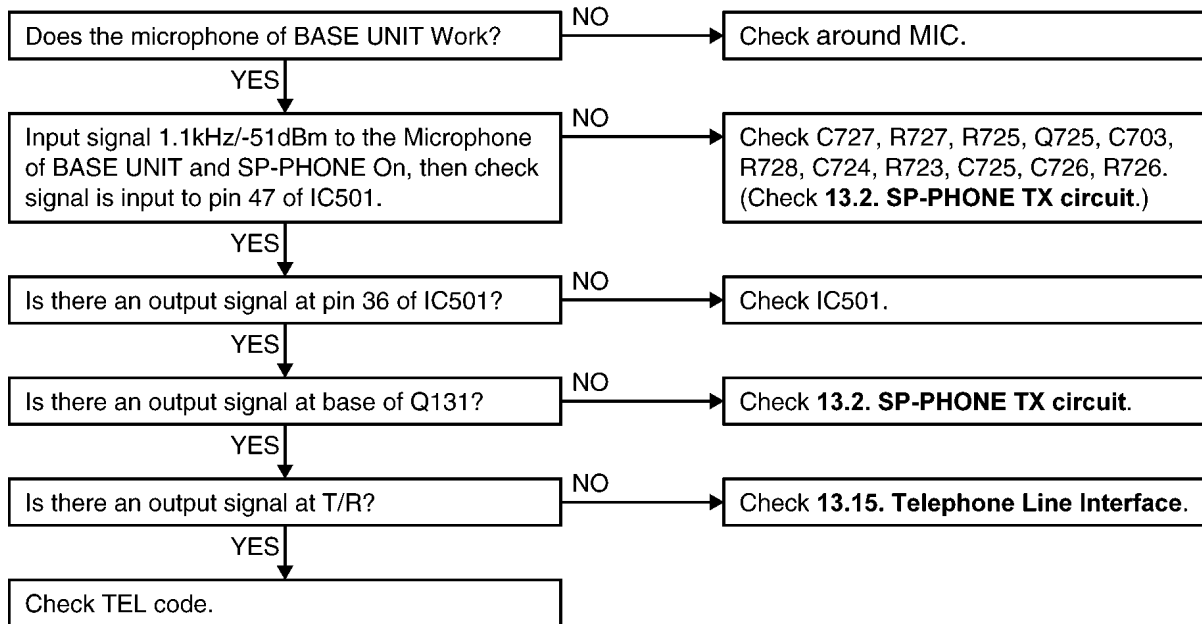 Does the microphone of BASE UNIT Work?
NO
Check around MIC.
YES
Input signal 1.1kHz/-51dBm to the Microphone
of BASE UNIT and SP-PHONE On, then check
signal is input to pin 47 of IC501.
NO
Check C727, R727, R725, Q725, C703,
R728, C724, R723, C725, C726, R726.
(Check 13.2. SP-PHONE TX circuit.)
YES
Is there an output signal at pin 36 of IC501?
NO
Check IC501.
YES
Is there an output signal at base of Q131?
NO
Check 13.2. SP-PHONE TX circuit.
YES
Is there an output signal at T/R?
NO
Check 13.15. Telephone Line Interface.
YES
Check TEL code.